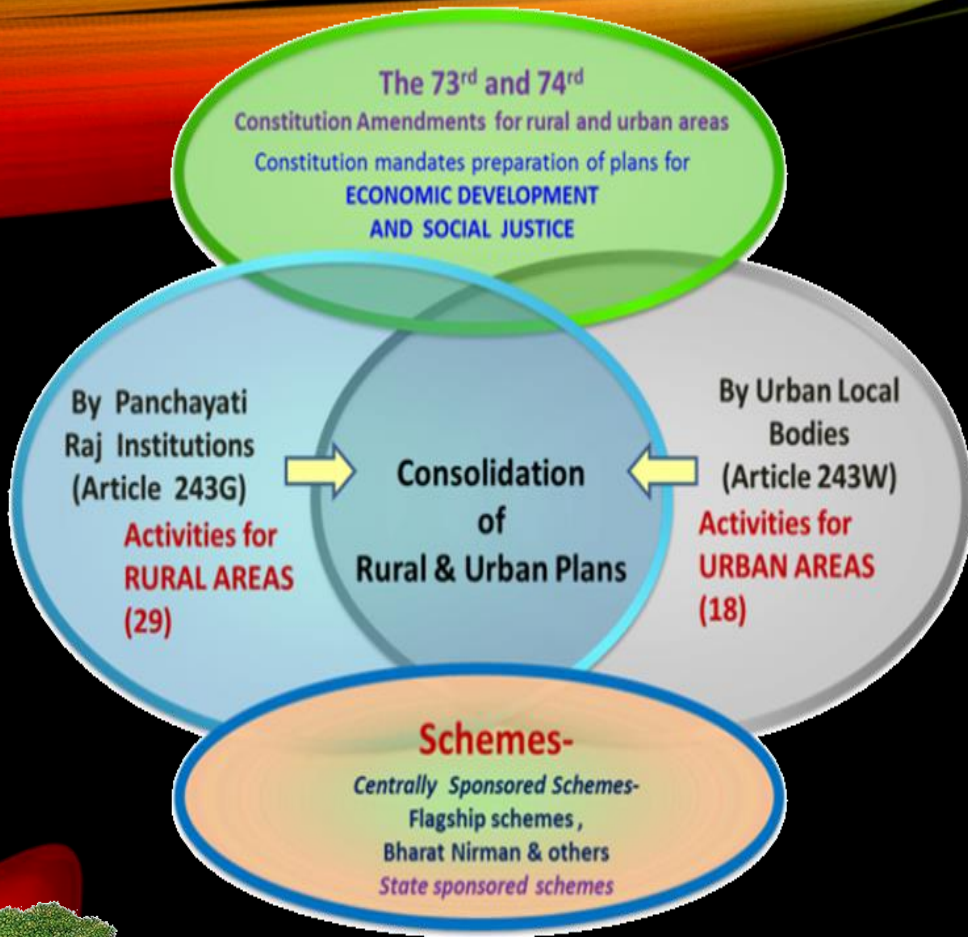 The 73rd and 74rd
Constitution Amendments for rural and urban areas
Constitution mandates preparation of plans for
ECONOMIC DEVELOPMENT
AND SOCIAL JUSTICE
By Panchayati
Raj Institutions
(Article 243G)
Activities for
RURAL AREAS
(29)
Consolidation
of
Rural & Urban Plans
By Urban Local
Bodies
(Article 243W)
Activities for
URBAN AREAS
(18)
Schemes-
Centrally Sponsored Schemes-
Flagship schemes ,
Bharat Nirman & others
State sponsored schemes